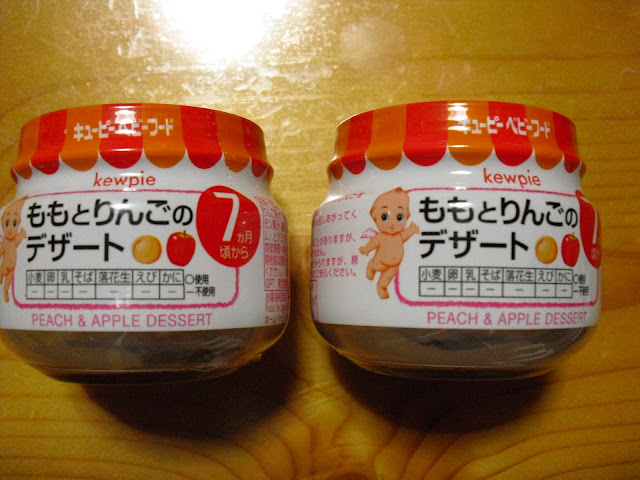 キューピー ベビーフード
kewpie
ももとりんごの
デザート
7ヵ月
頃から
小麦 卵 乳 そば 落花生 えび かに
○使用
− − − − − − −
−不使用
PEACH & APPLE DESSERT
キューピー ベビーフード
kewpie
ももとりんごの
デザート
7
小麦 卵 乳 そば 落花生 えび かに
− − − − − − −
PEACH & APPLE DESSERT